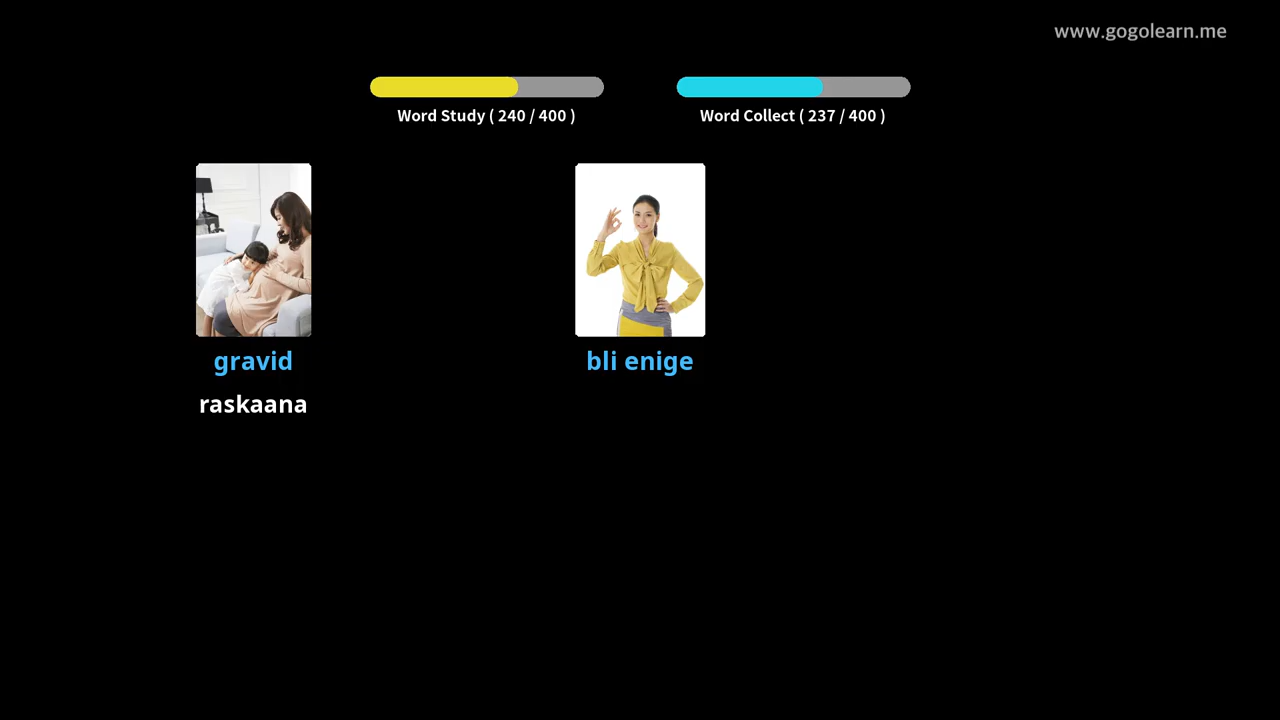 www.gogolearn.me
Word Study ( 240 / 400 )
Word Collect ( 237 / 400 )
gravid
bli enige
raskaana